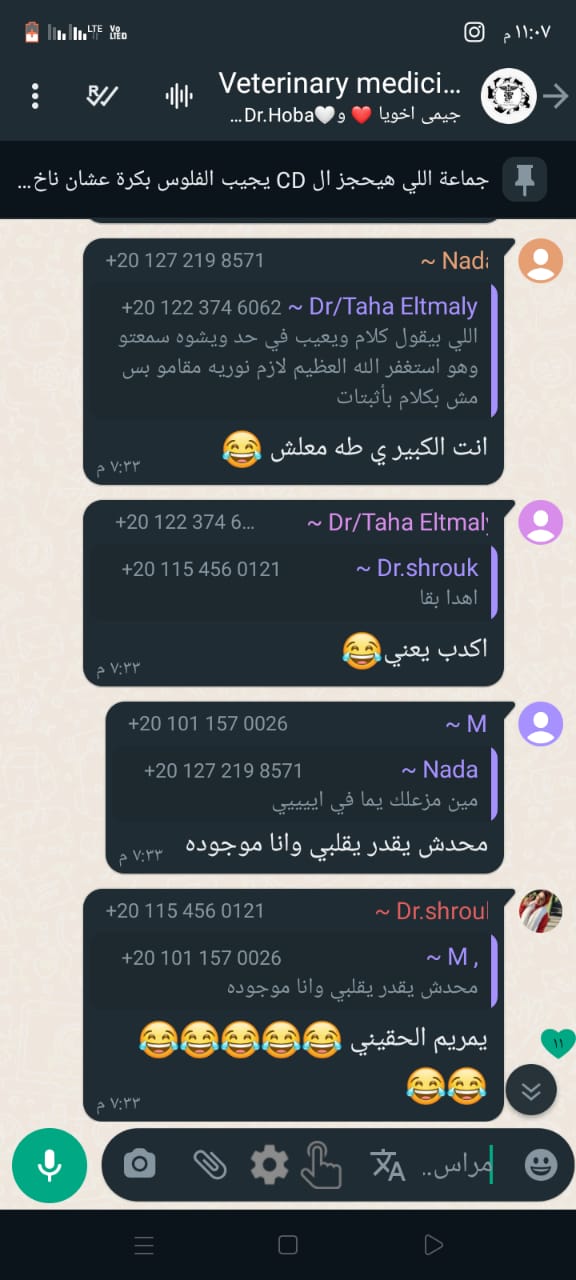 ١١:٠٧ م
LTE
Vo LTED
Veterinary medici...
جيمى اخويا ❤️ و🤍Dr.Hoba...
جماعة اللي هيحجز ال CD يجيب الفلوس بكرة عشان ناخ...
~ Nada +20 127 219 8571
+20 122 374 6062 ~ Dr/Taha Eltmaly
اللي بيقول كلام ويعيب في حد ويشوه سمعتو
وهو استغفر الله العظيم لازم نوريه مقامو بس
مش بكلام بأثبتات
انت الكبير ي طه معلش 😂
٧:٣٣ م
~ Dr/Taha Eltmaly +20 122 374 6...
~ Dr.shrouk +20 115 456 0121
اهدا بقا
اكدب يعني😂
٧:٣٣ م
~ M +20 101 157 0026
~ Nada +20 127 219 8571
مين مزعلك يما في ايييييي
محدش يقدر يقلبي وانا موجوده
٧:٣٣ م
~ Dr.shrouk +20 115 456 0121
~ M , +20 101 157 0026
محدش يقدر يقلبي وانا موجوده
يمريم الحقيني 😂😂😂😂😂
😂😂
٧:٣٣ م
١١
مراس..